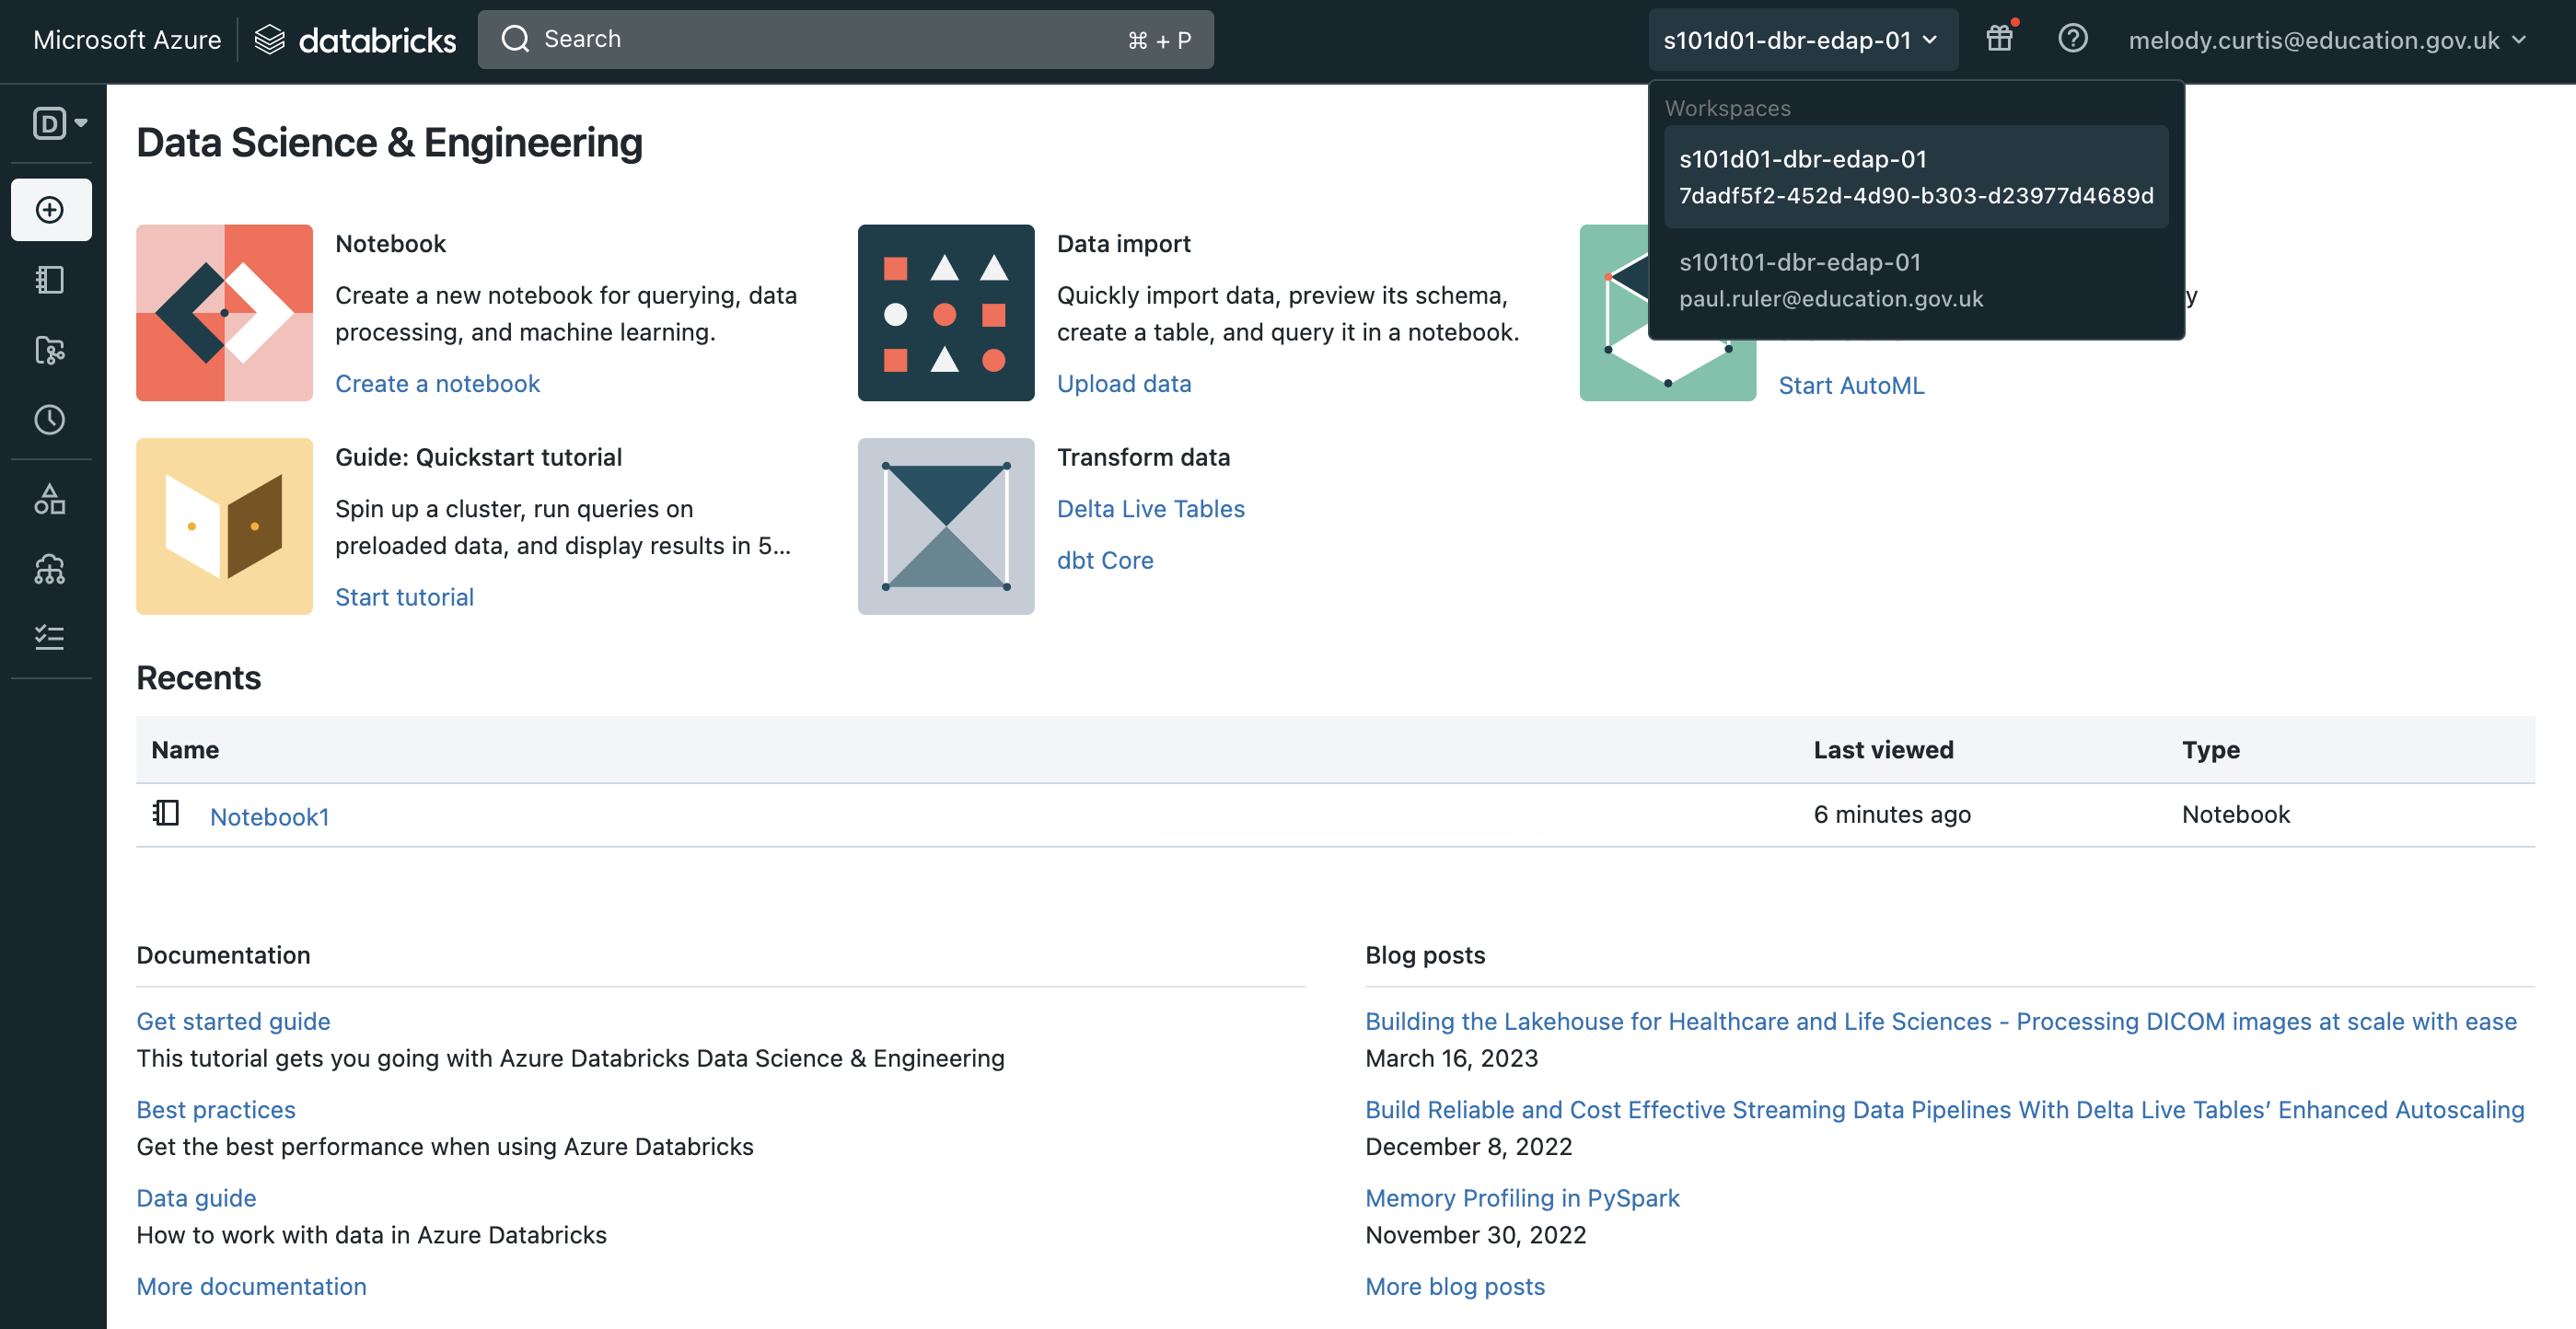 Microsoft Azure databricks Search ⌘ + P s101d01-dbr-edap-01 melody.curtis@education.gov.uk
Workspaces
s101d01-dbr-edap-01
7dadf5f2-452d-4d90-b303-d23977d4689d
s101t01-dbr-edap-01
paul.ruler@education.gov.uk
D
Data Science & Engineering
Notebook
Create a new notebook for querying, data
processing, and machine learning.
Create a notebook
Data import
Quickly import data, preview its schema,
create a table, and query it in a notebook.
Upload data
y
Start AutoML
Guide: Quickstart tutorial
Spin up a cluster, run queries on
preloaded data, and display results in 5...
Start tutorial
Transform data
Delta Live Tables
dbt Core
Recents
Name Last viewed Type
Notebook1 6 minutes ago Notebook
Documentation
Get started guide
This tutorial gets you going with Azure Databricks Data Science & Engineering
Best practices
Get the best performance when using Azure Databricks
Data guide
How to work with data in Azure Databricks
More documentation
Blog posts
Building the Lakehouse for Healthcare and Life Sciences - Processing DICOM images at scale with ease
March 16, 2023
Build Reliable and Cost Effective Streaming Data Pipelines With Delta Live Tables’ Enhanced Autoscaling
December 8, 2022
Memory Profiling in PySpark
November 30, 2022
More blog posts